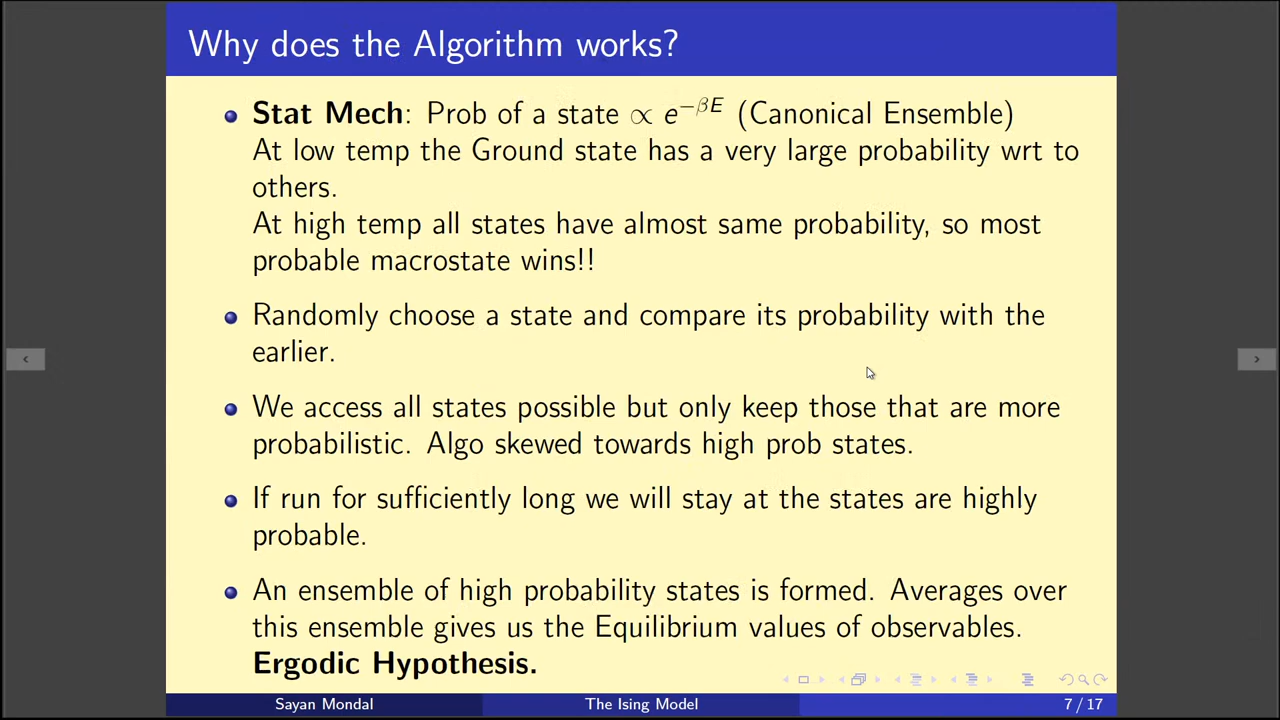 Why does the Algorithm works?
Stat Mech: Prob of a state ∝ e^{−βE} (Canonical Ensemble)
At low temp the Ground state has a very large probability wrt to
others.
At high temp all states have almost same probability, so most
probable macrostate wins!!
Randomly choose a state and compare its probability with the
earlier.
We access all states possible but only keep those that are more
probabilistic. Algo skewed towards high prob states.
If run for sufficiently long we will stay at the states are highly
probable.
An ensemble of high probability states is formed. Averages over
this ensemble gives us the Equilibrium values of observables.
Ergodic Hypothesis.
Sayan Mondal
The Ising Model
7 / 17